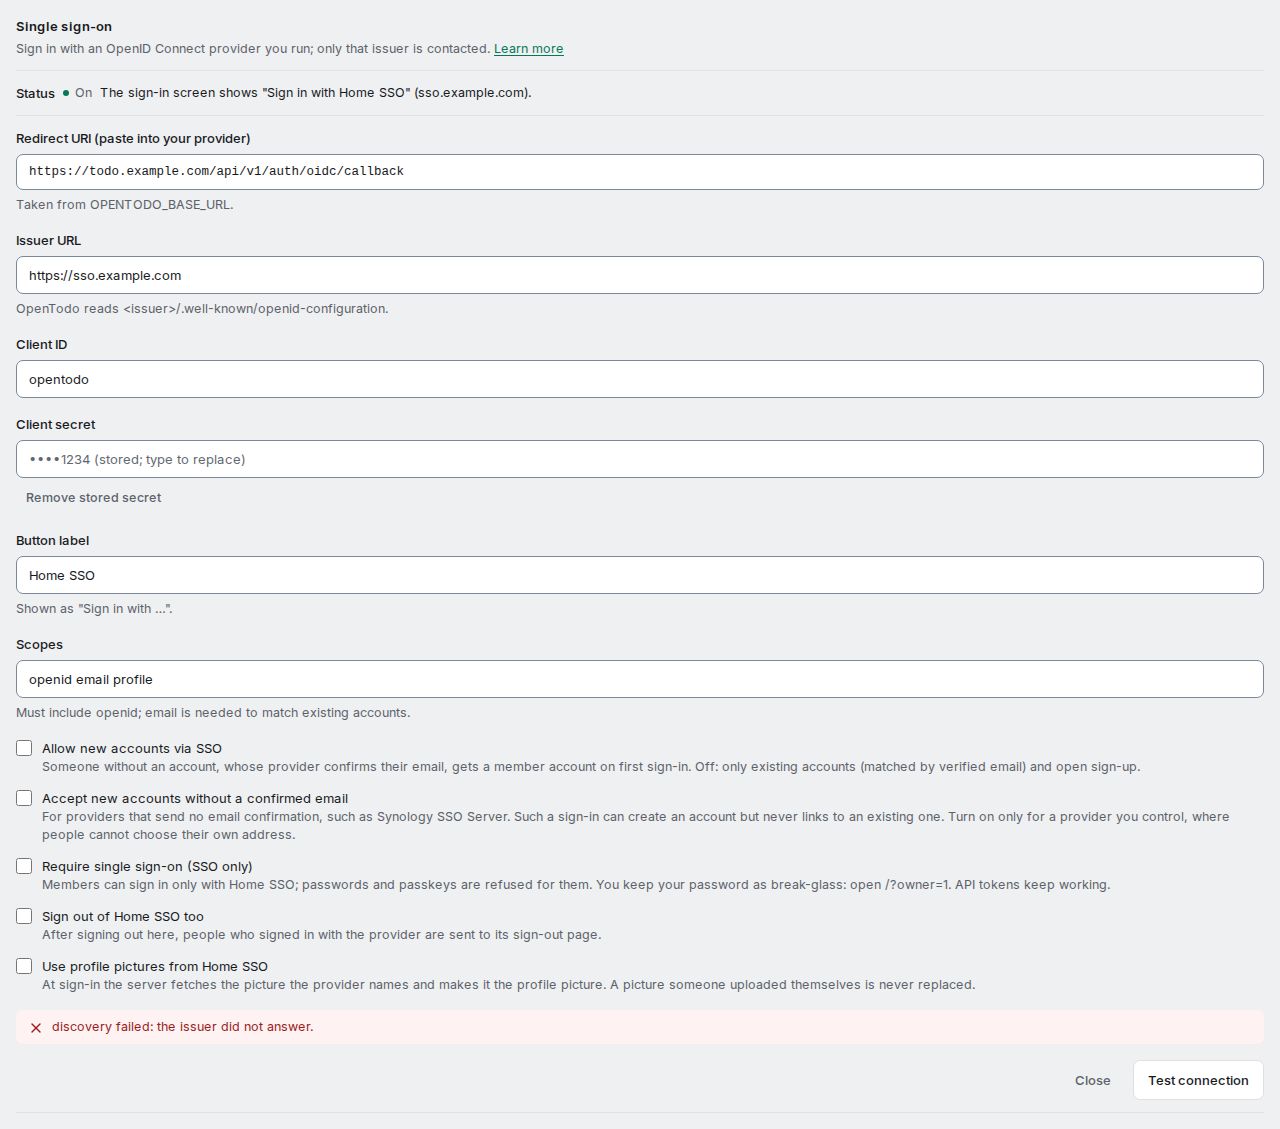 Single sign-on
Sign in with an OpenID Connect provider you run; only that issuer is contacted. Learn more
Status On The sign-in screen shows "Sign in with Home SSO" (sso.example.com).
Redirect URI (paste into your provider)
https://todo.example.com/api/v1/auth/oidc/callback
Taken from OPENTODO_BASE_URL.
Issuer URL
https://sso.example.com
OpenTodo reads <issuer>/.well-known/openid-configuration.
Client ID
opentodo
Client secret
••••1234 (stored; type to replace)
Remove stored secret
Button label
Home SSO
Shown as "Sign in with ...".
Scopes
openid email profile
Must include openid; email is needed to match existing accounts.
Allow new accounts via SSO
Someone without an account, whose provider confirms their email, gets a member account on first sign-in. Off: only existing accounts (matched by verified email) and open sign-up.
Accept new accounts without a confirmed email
For providers that send no email confirmation, such as Synology SSO Server. Such a sign-in can create an account but never links to an existing one. Turn on only for a provider you control, where
people cannot choose their own address.
Require single sign-on (SSO only)
Members can sign in only with Home SSO; passwords and passkeys are refused for them. You keep your password as break-glass: open /?owner=1. API tokens keep working.
Sign out of Home SSO too
After signing out here, people who signed in with the provider are sent to its sign-out page.
Use profile pictures from Home SSO
At sign-in the server fetches the picture the provider names and makes it the profile picture. A picture someone uploaded themselves is never replaced.
discovery failed: the issuer did not answer.
Close Test connection